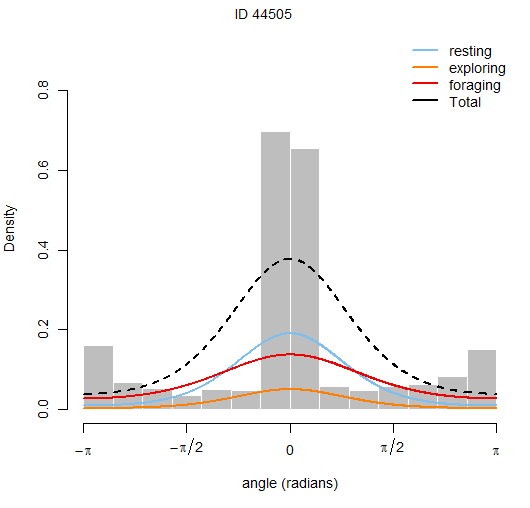 ID 44505
resting
exploring
foraging
Total
Density
0.8
0.6
0.4
0.2
0.0
−π
−π/2
0
π/2
π
angle (radians)